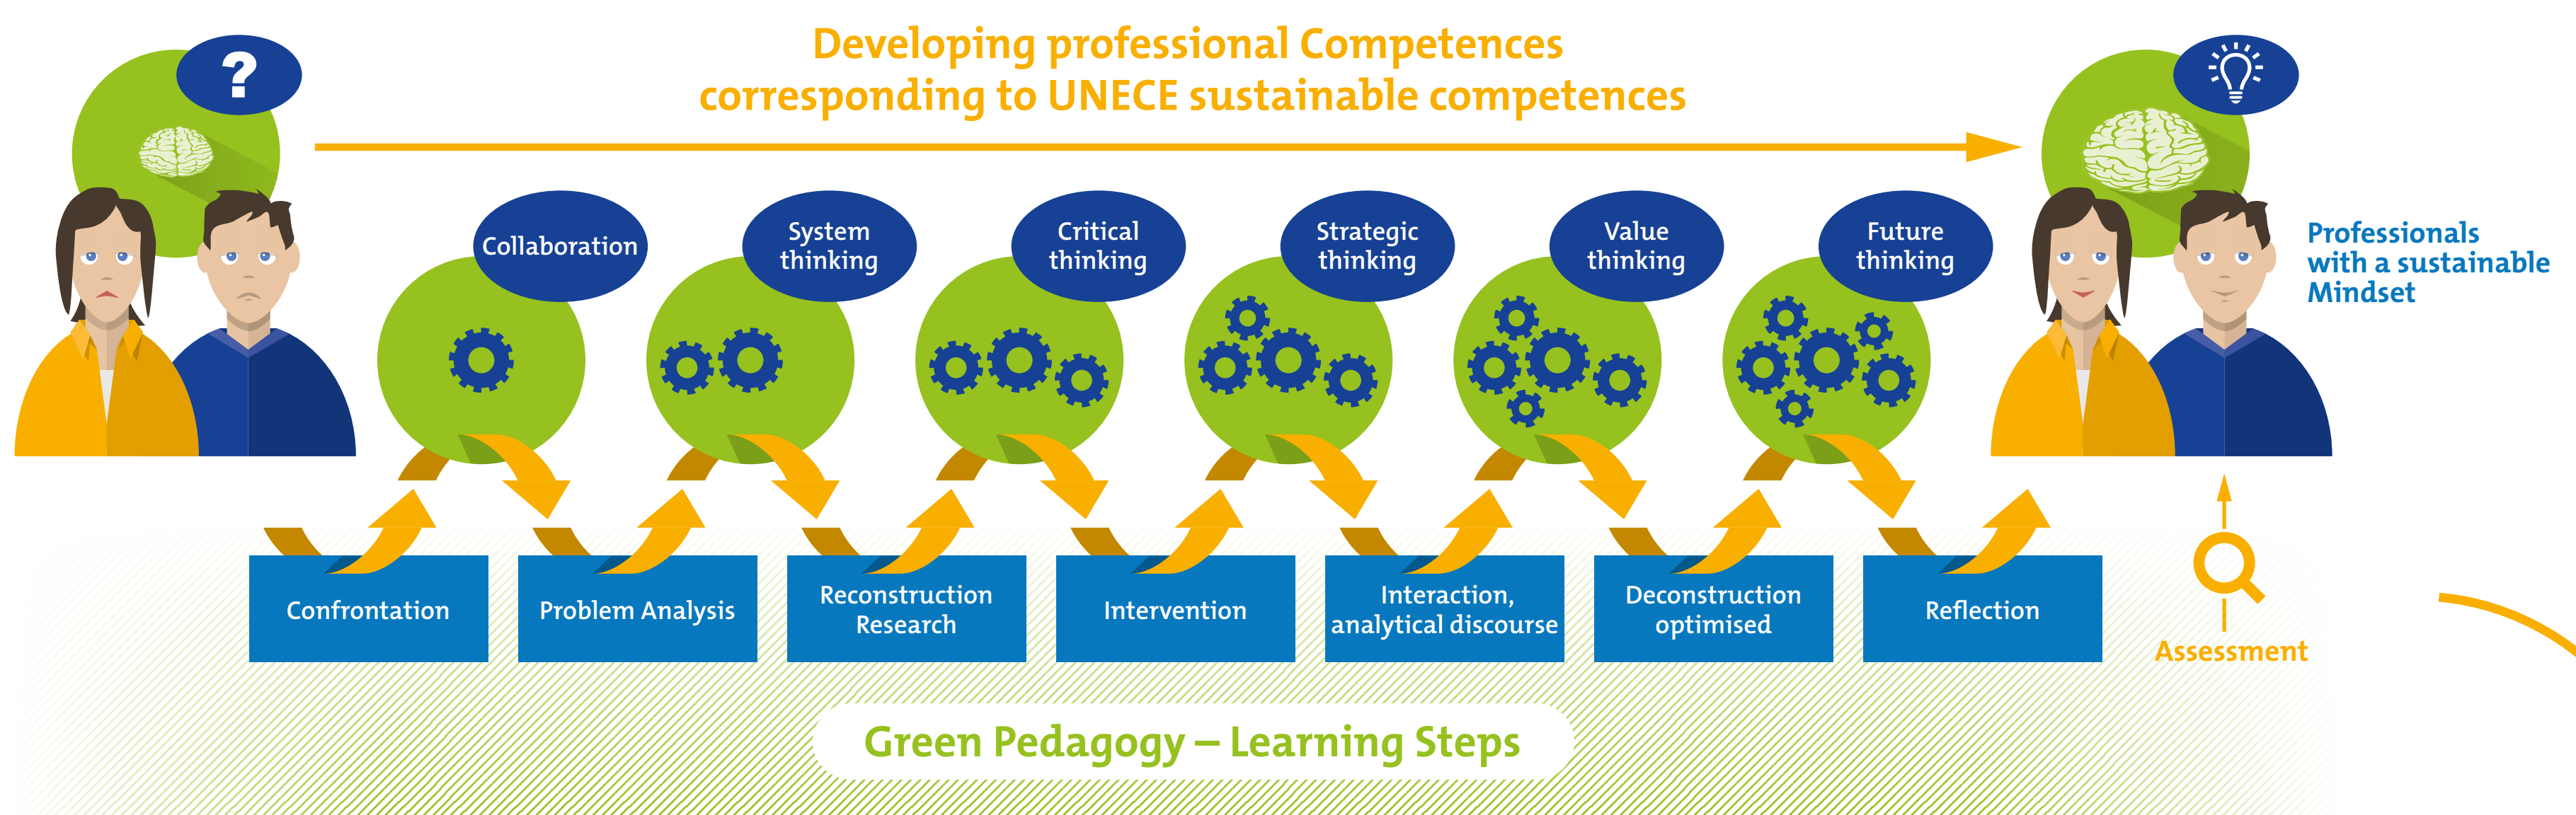 Developing professional Competences
corresponding to UNECE sustainable competences
?
Collaboration
System
thinking
Critical
thinking
Strategic
thinking
Value
thinking
Future
thinking
Professionals
with a sustainable
Mindset
Confrontation
Problem Analysis
Reconstruction
Research
Intervention
Interaction,
analytical discourse
Deconstruction
optimised
Reflection
Assessment
Green Pedagogy – Learning Steps